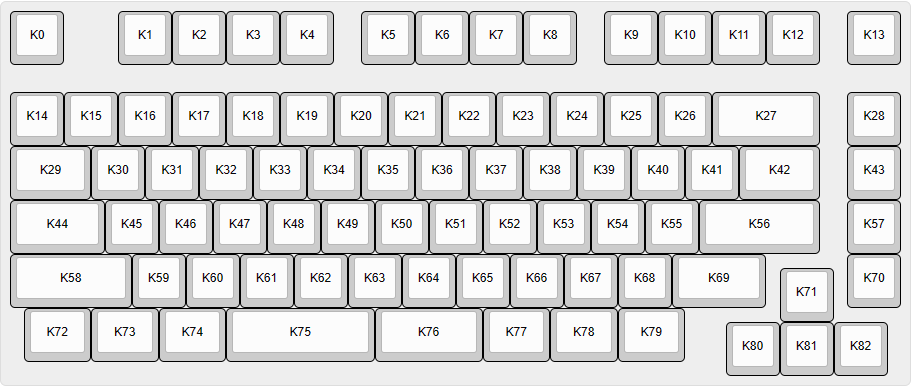 K0 K1 K2 K3 K4 K5 K6 K7 K8 K9 K10 K11 K12 K13
K14 K15 K16 K17 K18 K19 K20 K21 K22 K23 K24 K25 K26 K27 K28
K29 K30 K31 K32 K33 K34 K35 K36 K37 K38 K39 K40 K41 K42 K43
K44 K45 K46 K47 K48 K49 K50 K51 K52 K53 K54 K55 K56 K57
K58 K59 K60 K61 K62 K63 K64 K65 K66 K67 K68 K69 K70
K71
K72 K73 K74 K75 K76 K77 K78 K79
K80 K81 K82